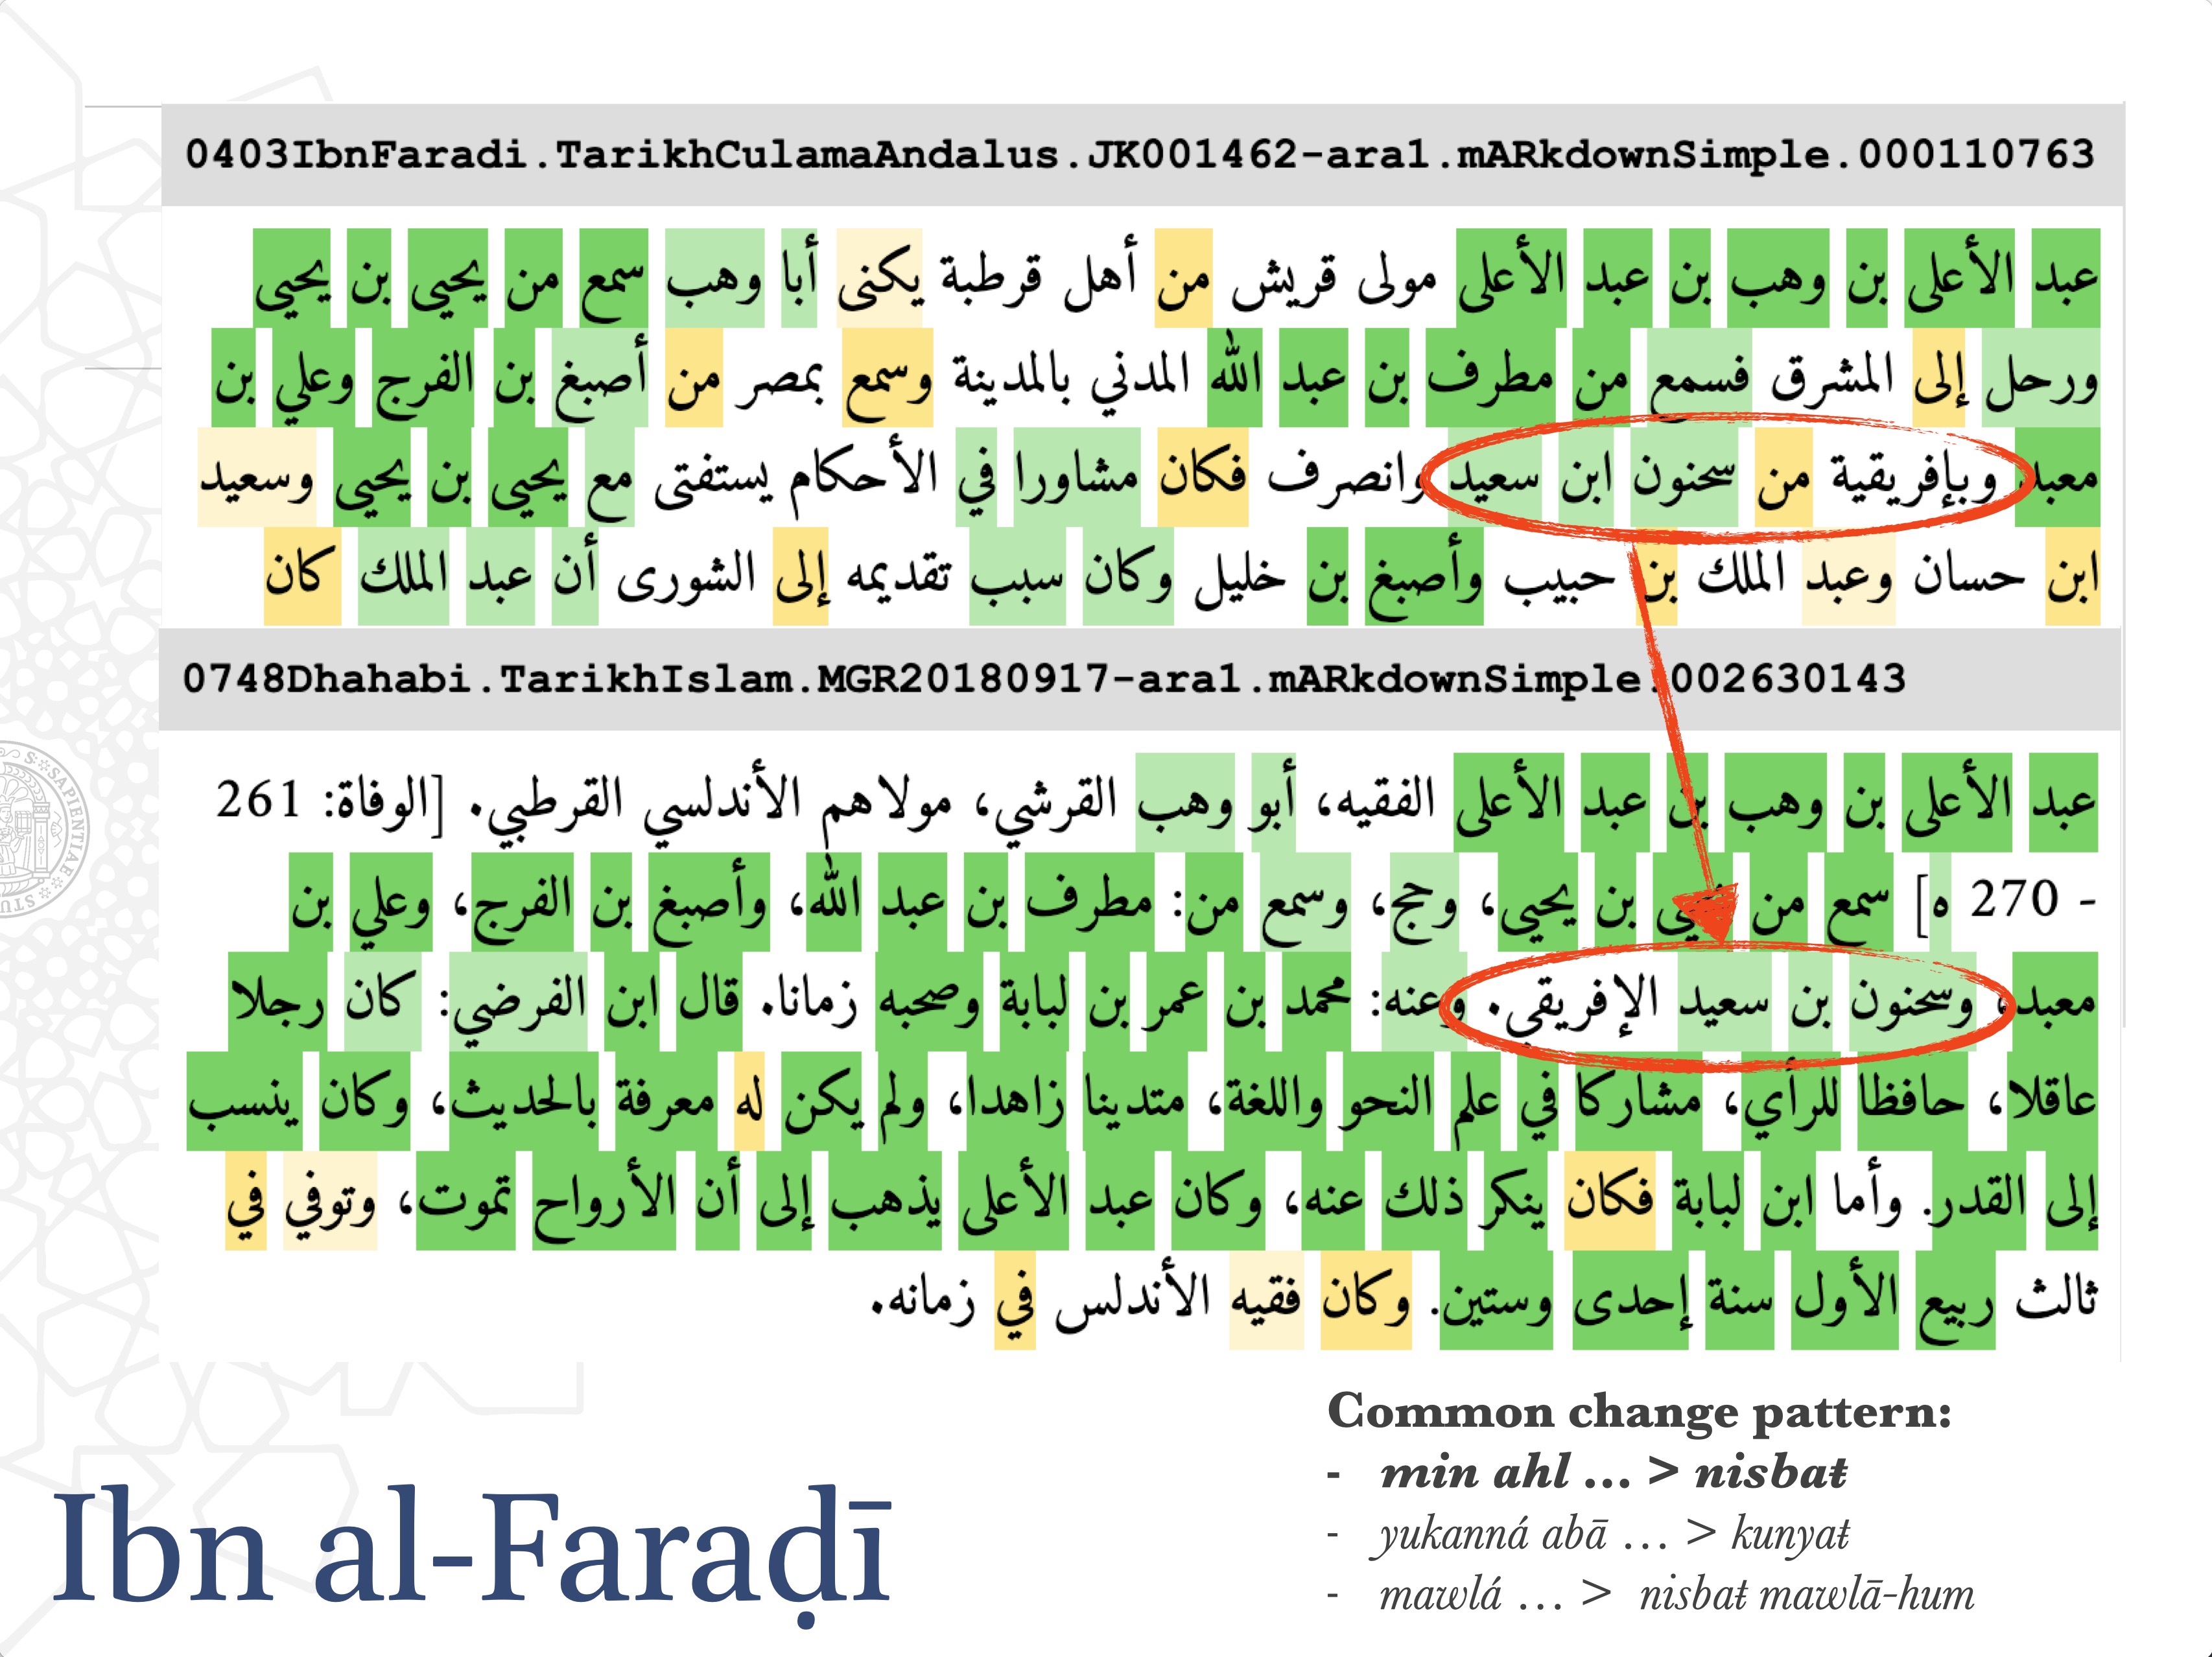 0403IbnFaradi.TarikhCulamaAndalus.JK001462-ara1.mARkdownSimple.000110763
عبد الأعلى بن وهب بن عبد الأعلى مولى قريش من أهل قرطبة يكنى أبا وهب سمع من يحيى بن يحيى
ورحل إلى المشرق فسمع من مطرف بن عبد الله المدني بالمدينة وسمع بمصر من أصبغ بن الفرج وعلي بن
معبد وبإفريقية من سحنون ابن سعيد وانصرف فكان مشاورا في الأحكام يستفتى مع يحيى بن يحيى وسعيد
ابن حسان وعبد الملك بن حبيب وأصبغ بن خليل وكان سبب تقديمه إلى الشورى أن عبد الملك كان
0748Dhahabi.TarikhIslam.MGR20180917-ara1.mARkdownSimple.002630143
عبد الأعلى بن وهب بن عبد الأعلى الفقيه، أبو وهب القرشي، مولاهم الأندلسي القرطبي. [الوفاة: 261
- 270 ه] سمع من يحيى بن يحيى، وحج، وسمع من: مطرف بن عبد الله، وأصبغ بن الفرج، وعلي بن
معبد، وسحنون بن سعيد الإفريقي. وعنه: محمد بن عمر بن لبابة وصحبه زمانا. قال ابن الفرضي: كان رجلا
عاقلا، حافظا للرأي، مشاركا في علم النحو واللغة، متدينا زاهدا، ولم يكن له معرفة بالحديث، وكان ينسب
إلى القدر. وأما ابن لبابة فكان ينكر ذلك عنه، وكان عبد الأعلى يذهب إلى أن الأرواح تموت، وتوفي في
ثالث ربيع الأول سنة إحدى وستين. وكان فقيه الأندلس في زمانه.
Common change pattern:
- min ahl … > nisbaŧ
- yukanná abā … > kunyaŧ
- mawlá … > nisbaŧ mawlā-hum
Ibn al-Faraḍī